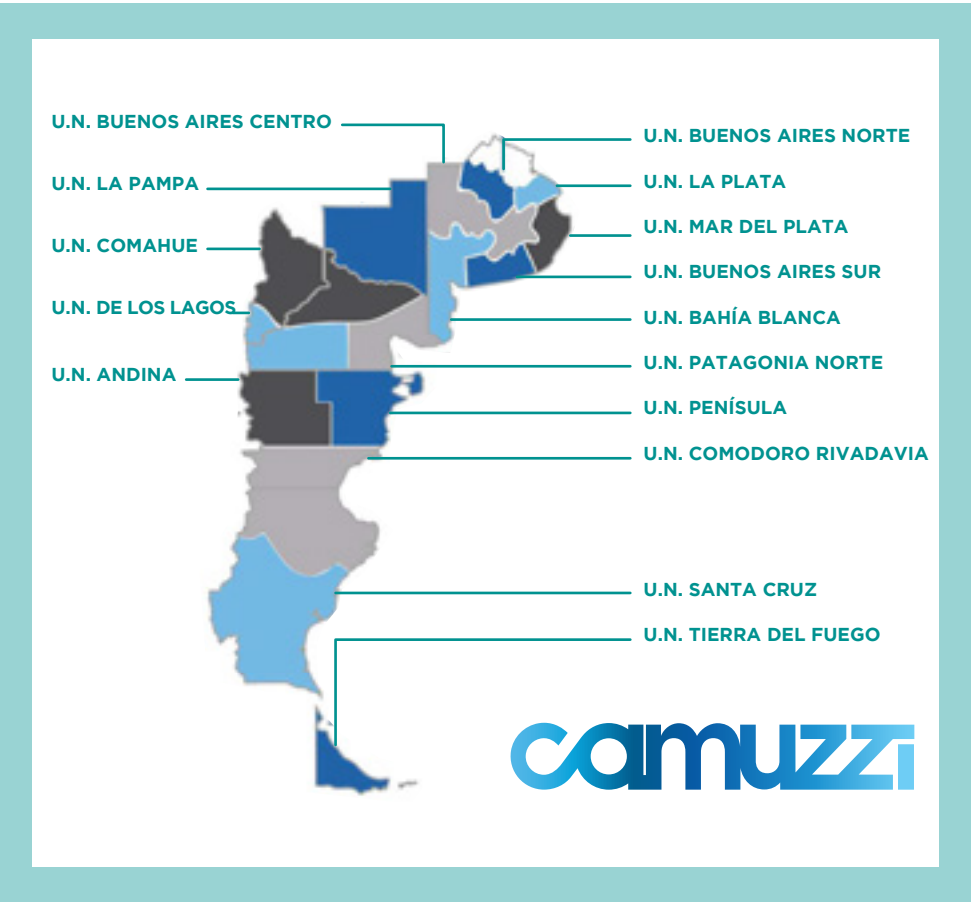 U.N. BUENOS AIRES CENTRO
U.N. LA PAMPA
U.N. COMAHUE
U.N. DE LOS LAGOS
U.N. ANDINA
U.N. BUENOS AIRES NORTE
U.N. LA PLATA
U.N. MAR DEL PLATA
U.N. BUENOS AIRES SUR
U.N. BAHÍA BLANCA
U.N. PATAGONIA NORTE
U.N. PENÍSULA
U.N. COMODORO RIVADAVIA
U.N. SANTA CRUZ
U.N. TIERRA DEL FUEGO
camuzzi